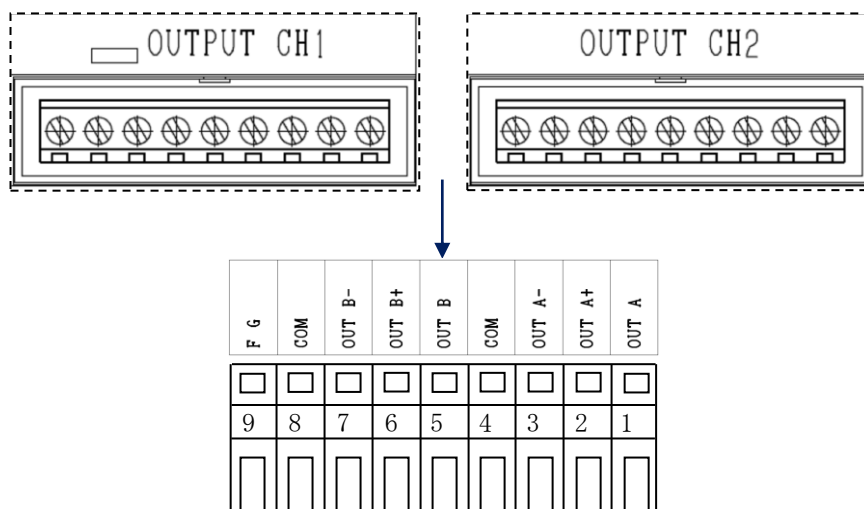 OUTPUT CH1
OUTPUT CH2
F G
COM
OUT B-
OUT B+
OUT B
COM
OUT A-
OUT A+
OUT A
9 8 7 6 5 4 3 2 1